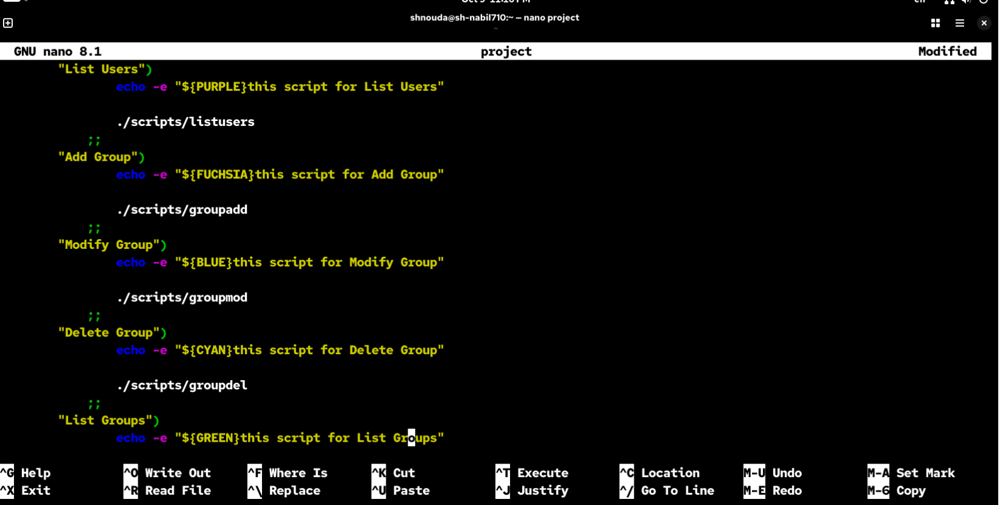 shnouda@sh-nabil710:~ — nano project
~
GNU nano 8.1 project Modified
"List Users")
echo -e "${PURPLE}this script for List Users"
./scripts/listusers
;;
"Add Group")
echo -e "${FUCHSIA}this script for Add Group"
./scripts/groupadd
;;
"Modify Group")
echo -e "${BLUE}this script for Modify Group"
./scripts/groupmod
;;
"Delete Group")
echo -e "${CYAN}this script for Delete Group"
./scripts/groupdel
;;
"List Groups")
echo -e "${GREEN}this script for List Groups"
^G Help ^O Write Out ^F Where Is ^K Cut ^T Execute ^C Location M-U Undo M-A Set Mark
^X Exit ^R Read File ^\ Replace ^U Paste ^J Justify ^/ Go To Line M-E Redo M-6 Copy